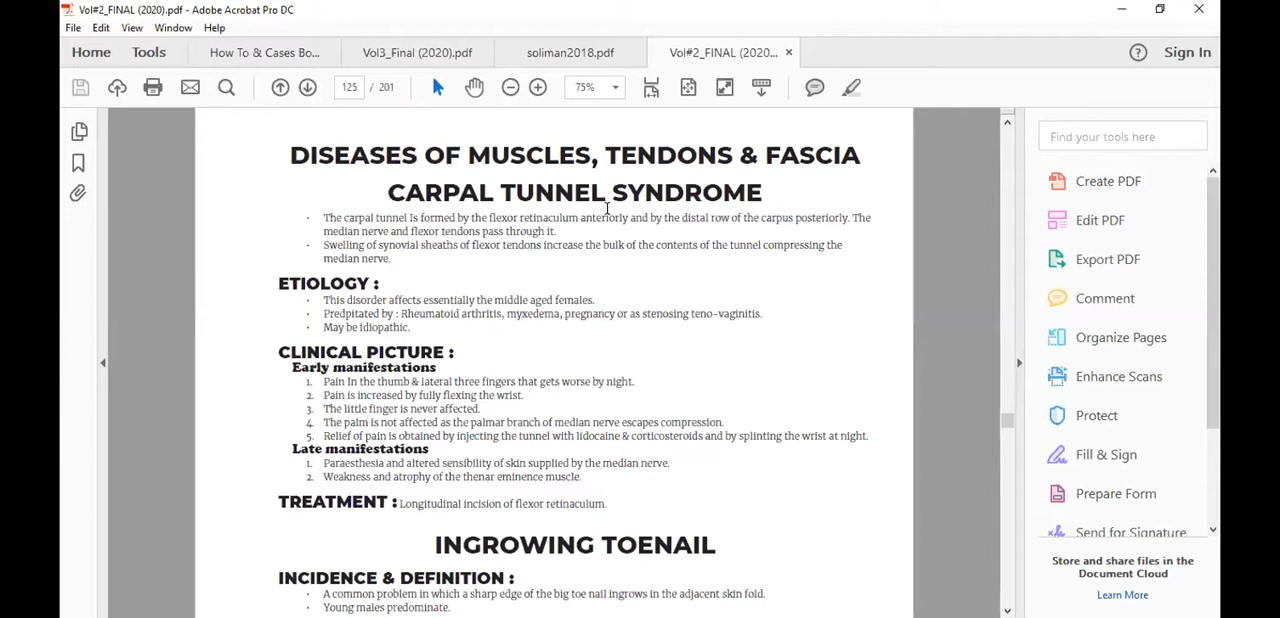 Vol#2_FINAL (2020).pdf - Adobe Acrobat Pro DC
File Edit View Window Help
Home Tools How To & Cases Bo... Vol3_Final (2020).pdf soliman2018.pdf Vol#2_FINAL (2020... × Sign In
125 / 201 75%
DISEASES OF MUSCLES, TENDONS & FASCIA
CARPAL TUNNEL SYNDROME
· The carpal tunnel is formed by the flexor retinaculum anteriorly and by the distal row of the carpus posteriorly. The
median nerve and flexor tendons pass through it.
· Swelling of synovial sheaths of flexor tendons increase the bulk of the contents of the tunnel compressing the
median nerve.
ETIOLOGY :
· This disorder affects essentially the middle aged females.
· Predpitated by : Rheumatoid arthritis, myxedema, pregnancy or as stenosing teno-vaginitis.
· May be idiopathic.
CLINICAL PICTURE :
Early manifestations
1. Pain In the thumb & lateral three fingers that gets worse by night.
2. Pain is increased by fully flexing the wrist.
3. The little finger is never affected.
4. The paim is not affected as the palmar branch of median nerve escapes compression.
5. Relief of pain is obtained by injecting the tunnel with lidocaine & corticosteroids and by splinting the wrist at night.
Late manifestations
1. Paraesthesia and altered sensibility of skin supplied by the median nerve.
2. Weakness and atrophy of the thenar eminence muscle.
TREATMENT : Longitudinal incision of flexor retinaculum.
INGROWING TOENAIL
INCIDENCE & DEFINITION :
· A common problem in which a sharp edge of the big toe nail ingrows in the adjacent skin fold.
· Young males predominate.
Find your tools here
Create PDF
Edit PDF
Export PDF
Comment
Organize Pages
Enhance Scans
Protect
Fill & Sign
Prepare Form
Send for Signature
Store and share files in the
Document Cloud
Learn More